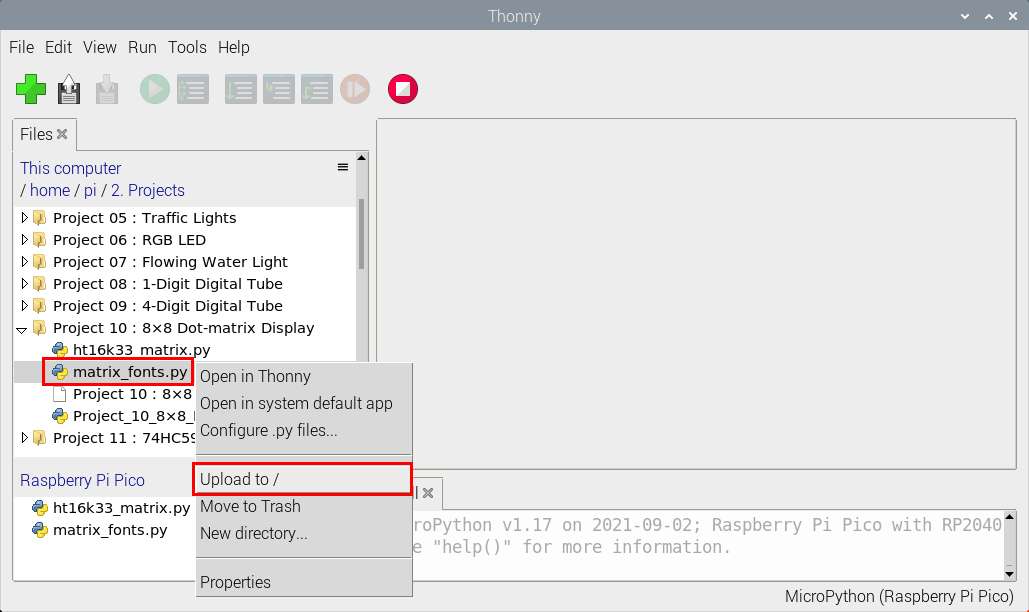 Thonny
File Edit View Run Tools Help
Files
This computer
/ home / pi / 2. Projects
Project 05 : Traffic Lights
Project 06 : RGB LED
Project 07 : Flowing Water Light
Project 08 : 1-Digit Digital Tube
Project 09 : 4-Digit Digital Tube
Project 10 : 8×8 Dot-matrix Display
ht16k33_matrix.py
matrix_fonts.py
Project 10 : 8×8
Project_10_8×8_
Project 11 : 74HC59
Open in Thonny
Open in system default app
Configure .py files...
Upload to /
Move to Trash
New directory...
Properties
Raspberry Pi Pico
ht16k33_matrix.py
matrix_fonts.py
roPython v1.17 on 2021-09-02; Raspberry Pi Pico with RP2040
e "help()" for more information.
MicroPython (Raspberry Pi Pico)